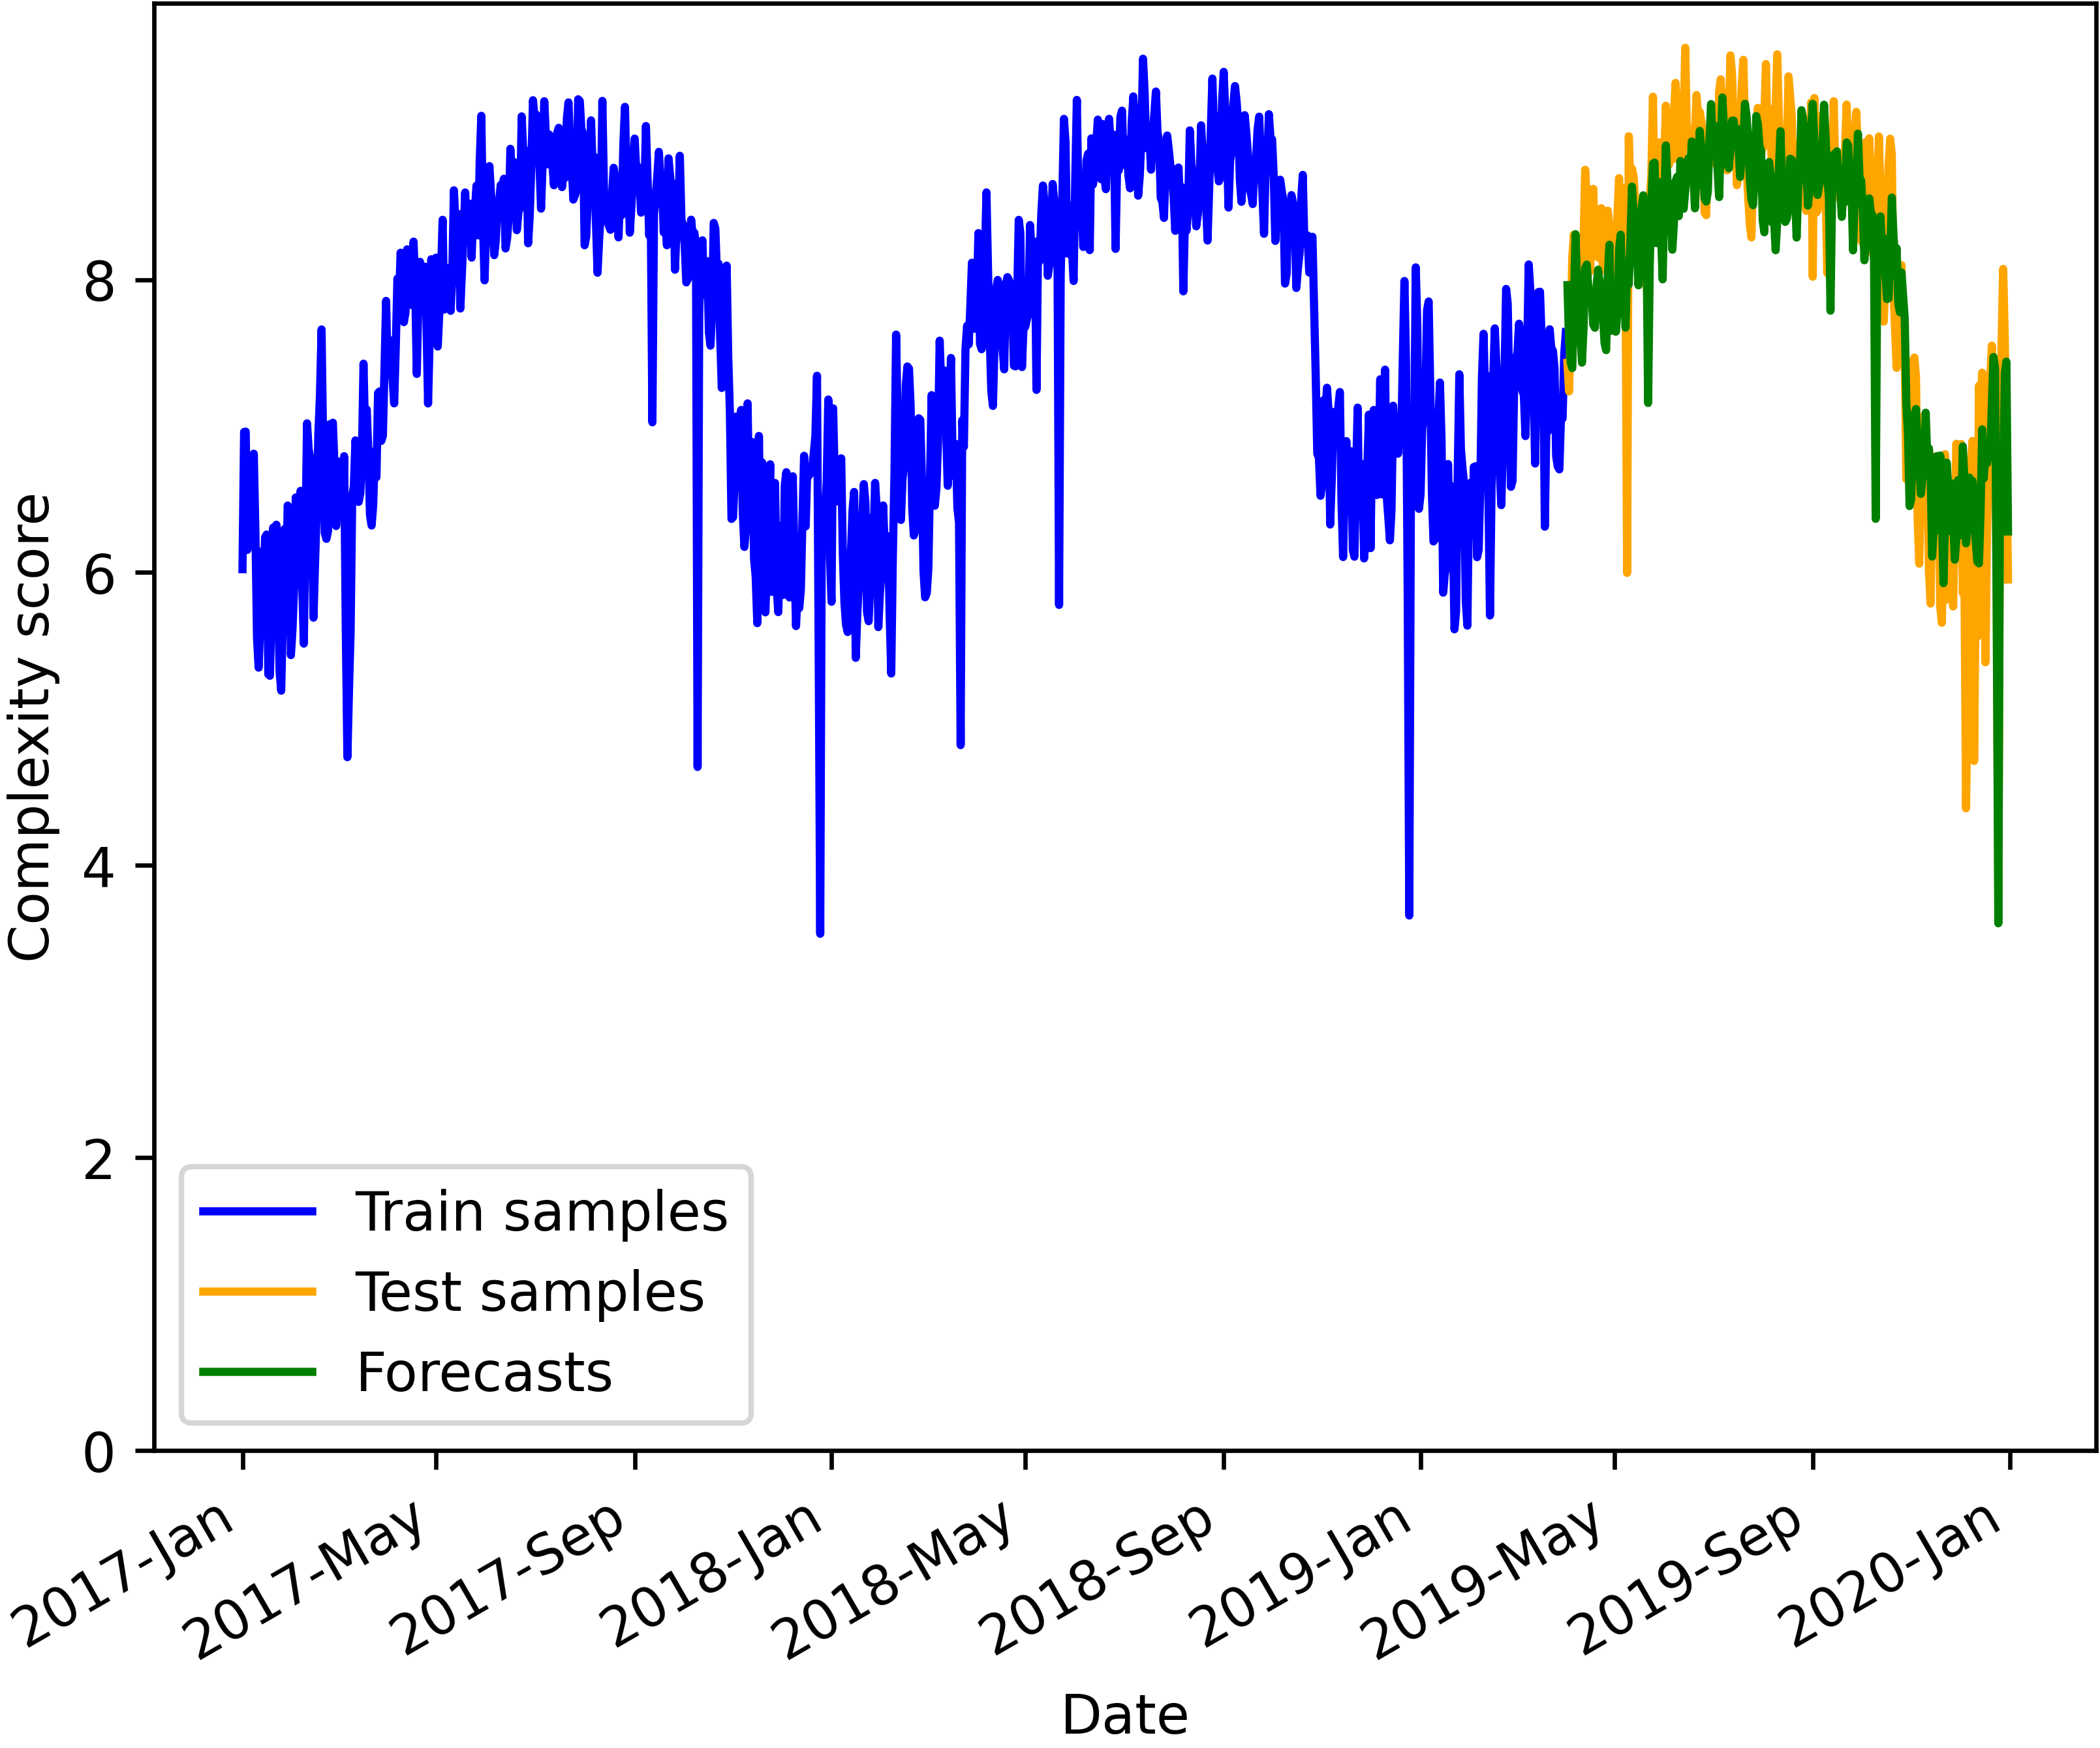 Complexity score
8
6
4
2
0
Train samples
Test samples
Forecasts
2017-Jan
2017-May
2017-Sep
2018-Jan
2018-May
2018-Sep
2019-Jan
2019-May
2019-Sep
2020-Jan
Date